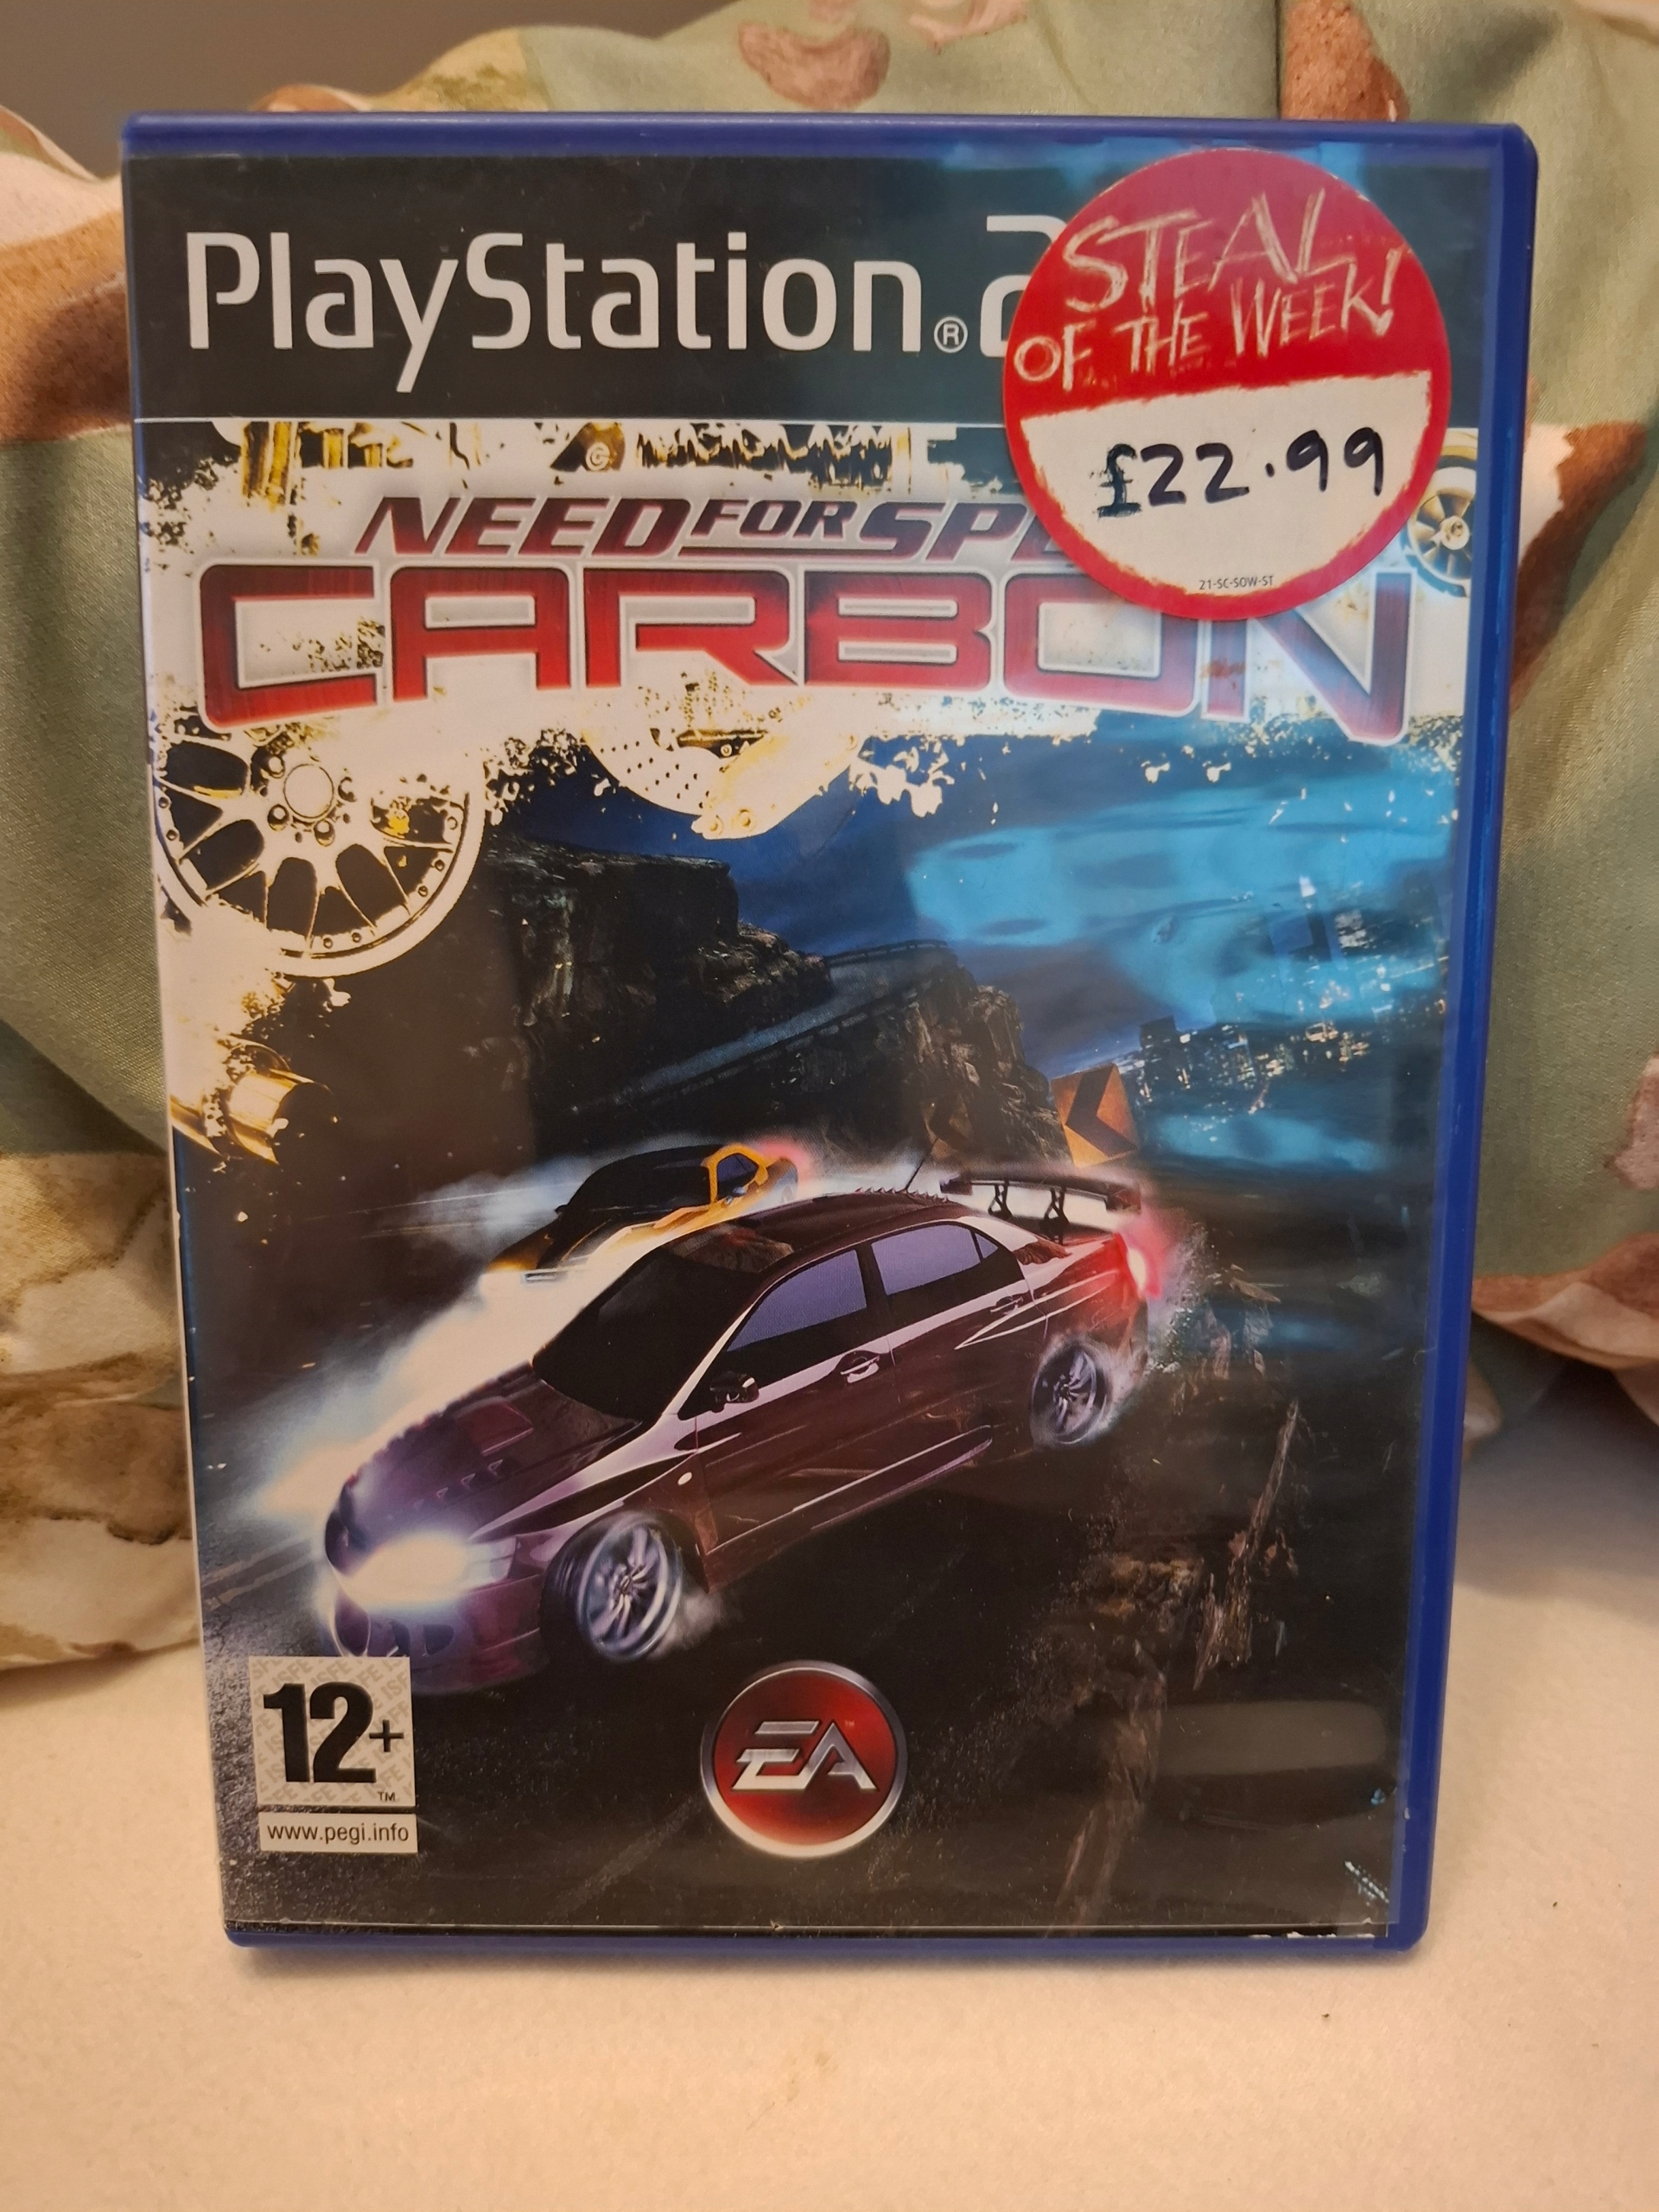 PlayStation®2
STEAL
OF THE WEEK!
£22.99
21-SC-SOW-ST
NEED FOR SPE
CARBON
12+
TM
www.pegi.info
EA